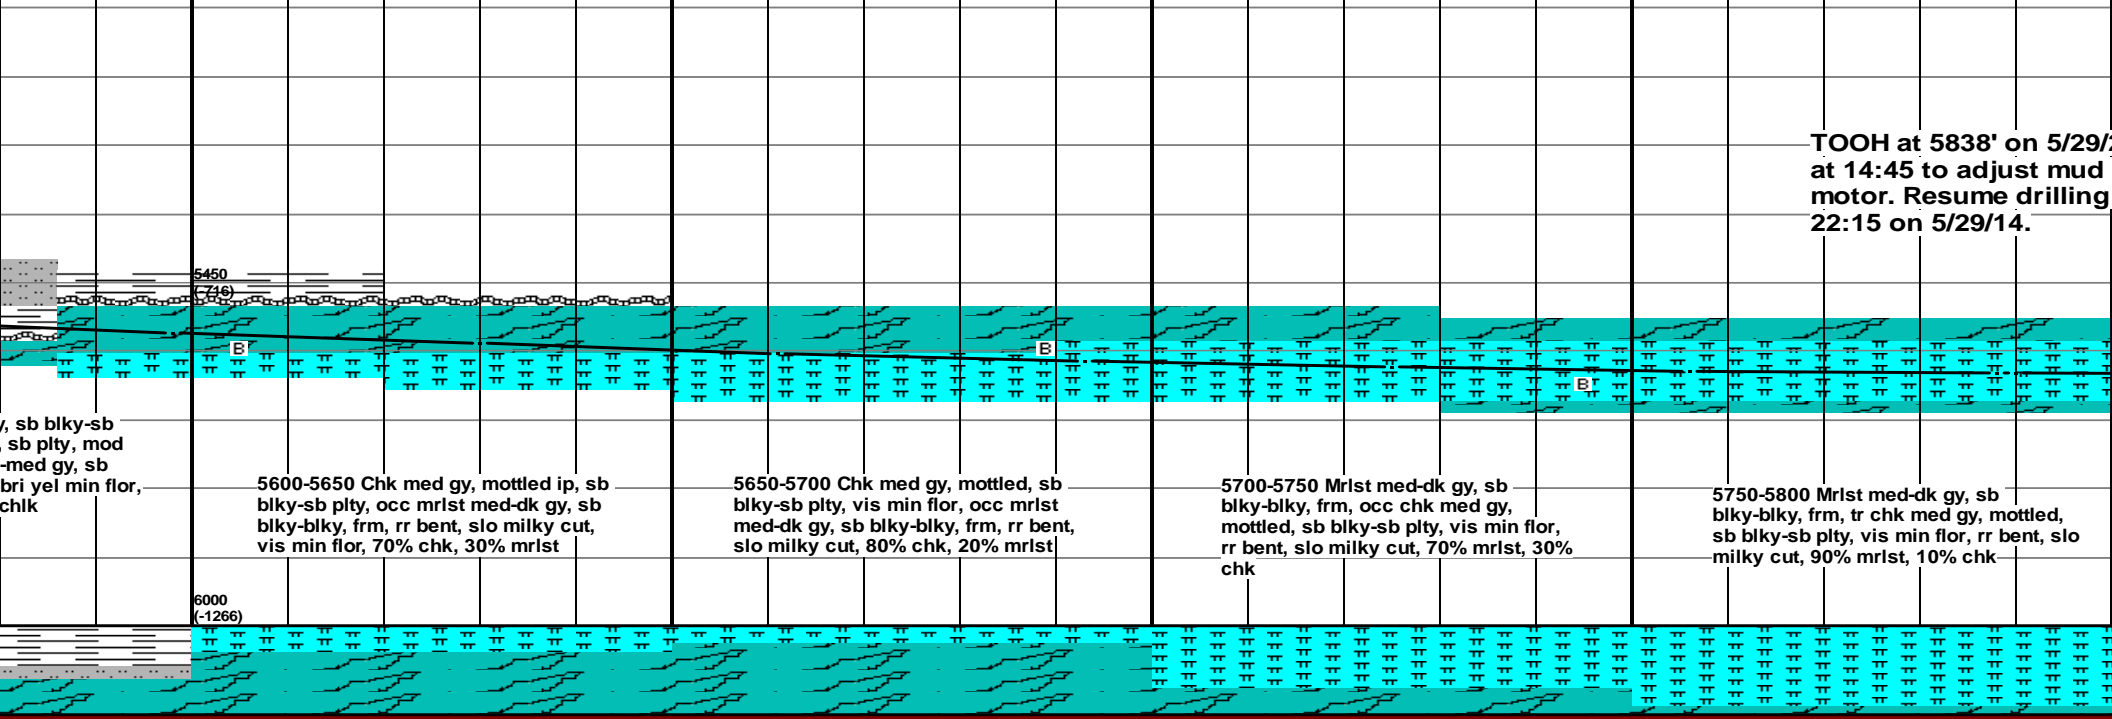 TOOH at 5838' on 5/29/2
at 14:45 to adjust mud
motor. Resume drilling
22:15 on 5/29/14.
5450
(-716)
B
B
B
y, sb blky-sb
, sb plty, mod
-med gy, sb
bri yel min flor,
chlk
5600-5650 Chk med gy, mottled ip, sb
blky-sb plty, occ mrlst med-dk gy, sb
blky-blky, frm, rr bent, slo milky cut,
vis min flor, 70% chk, 30% mrlst
5650-5700 Chk med gy, mottled, sb
blky-sb plty, vis min flor, occ mrlst
med-dk gy, sb blky-blky, frm, rr bent,
slo milky cut, 80% chk, 20% mrlst
5700-5750 Mrlst med-dk gy, sb
blky-blky, frm, occ chk med gy,
mottled, sb blky-sb plty, vis min flor,
rr bent, slo milky cut, 70% mrlst, 30%
chk
5750-5800 Mrlst med-dk gy, sb
blky-blky, frm, tr chk med gy, mottled,
sb blky-sb plty, vis min flor, rr bent, slo
milky cut, 90% mrlst, 10% chk
6000
(-1266)